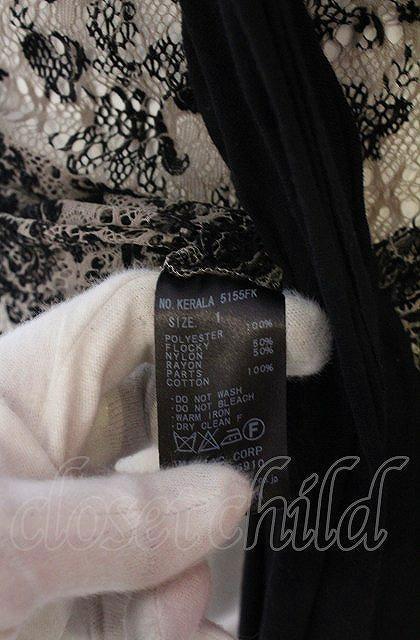 NO. KERALA 5155FK
SIZE 1
POLYESTER 100%
FLOCKY
NYLON 50%
RAYON 50%
PARTS
COTTON 100%
・DO NOT WASH
・DO NOT BLEACH
・WARM IRON
・DRY CLEAN F
F
CORP
closet child